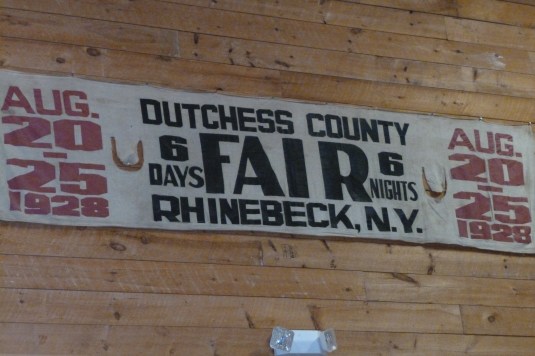 AUG.
20-
25
1928
DUTCHESS COUNTY
6 DAYS
FAIR
6 NIGHTS
RHINEBECK, N.Y.
AUG.
20-
25
1928